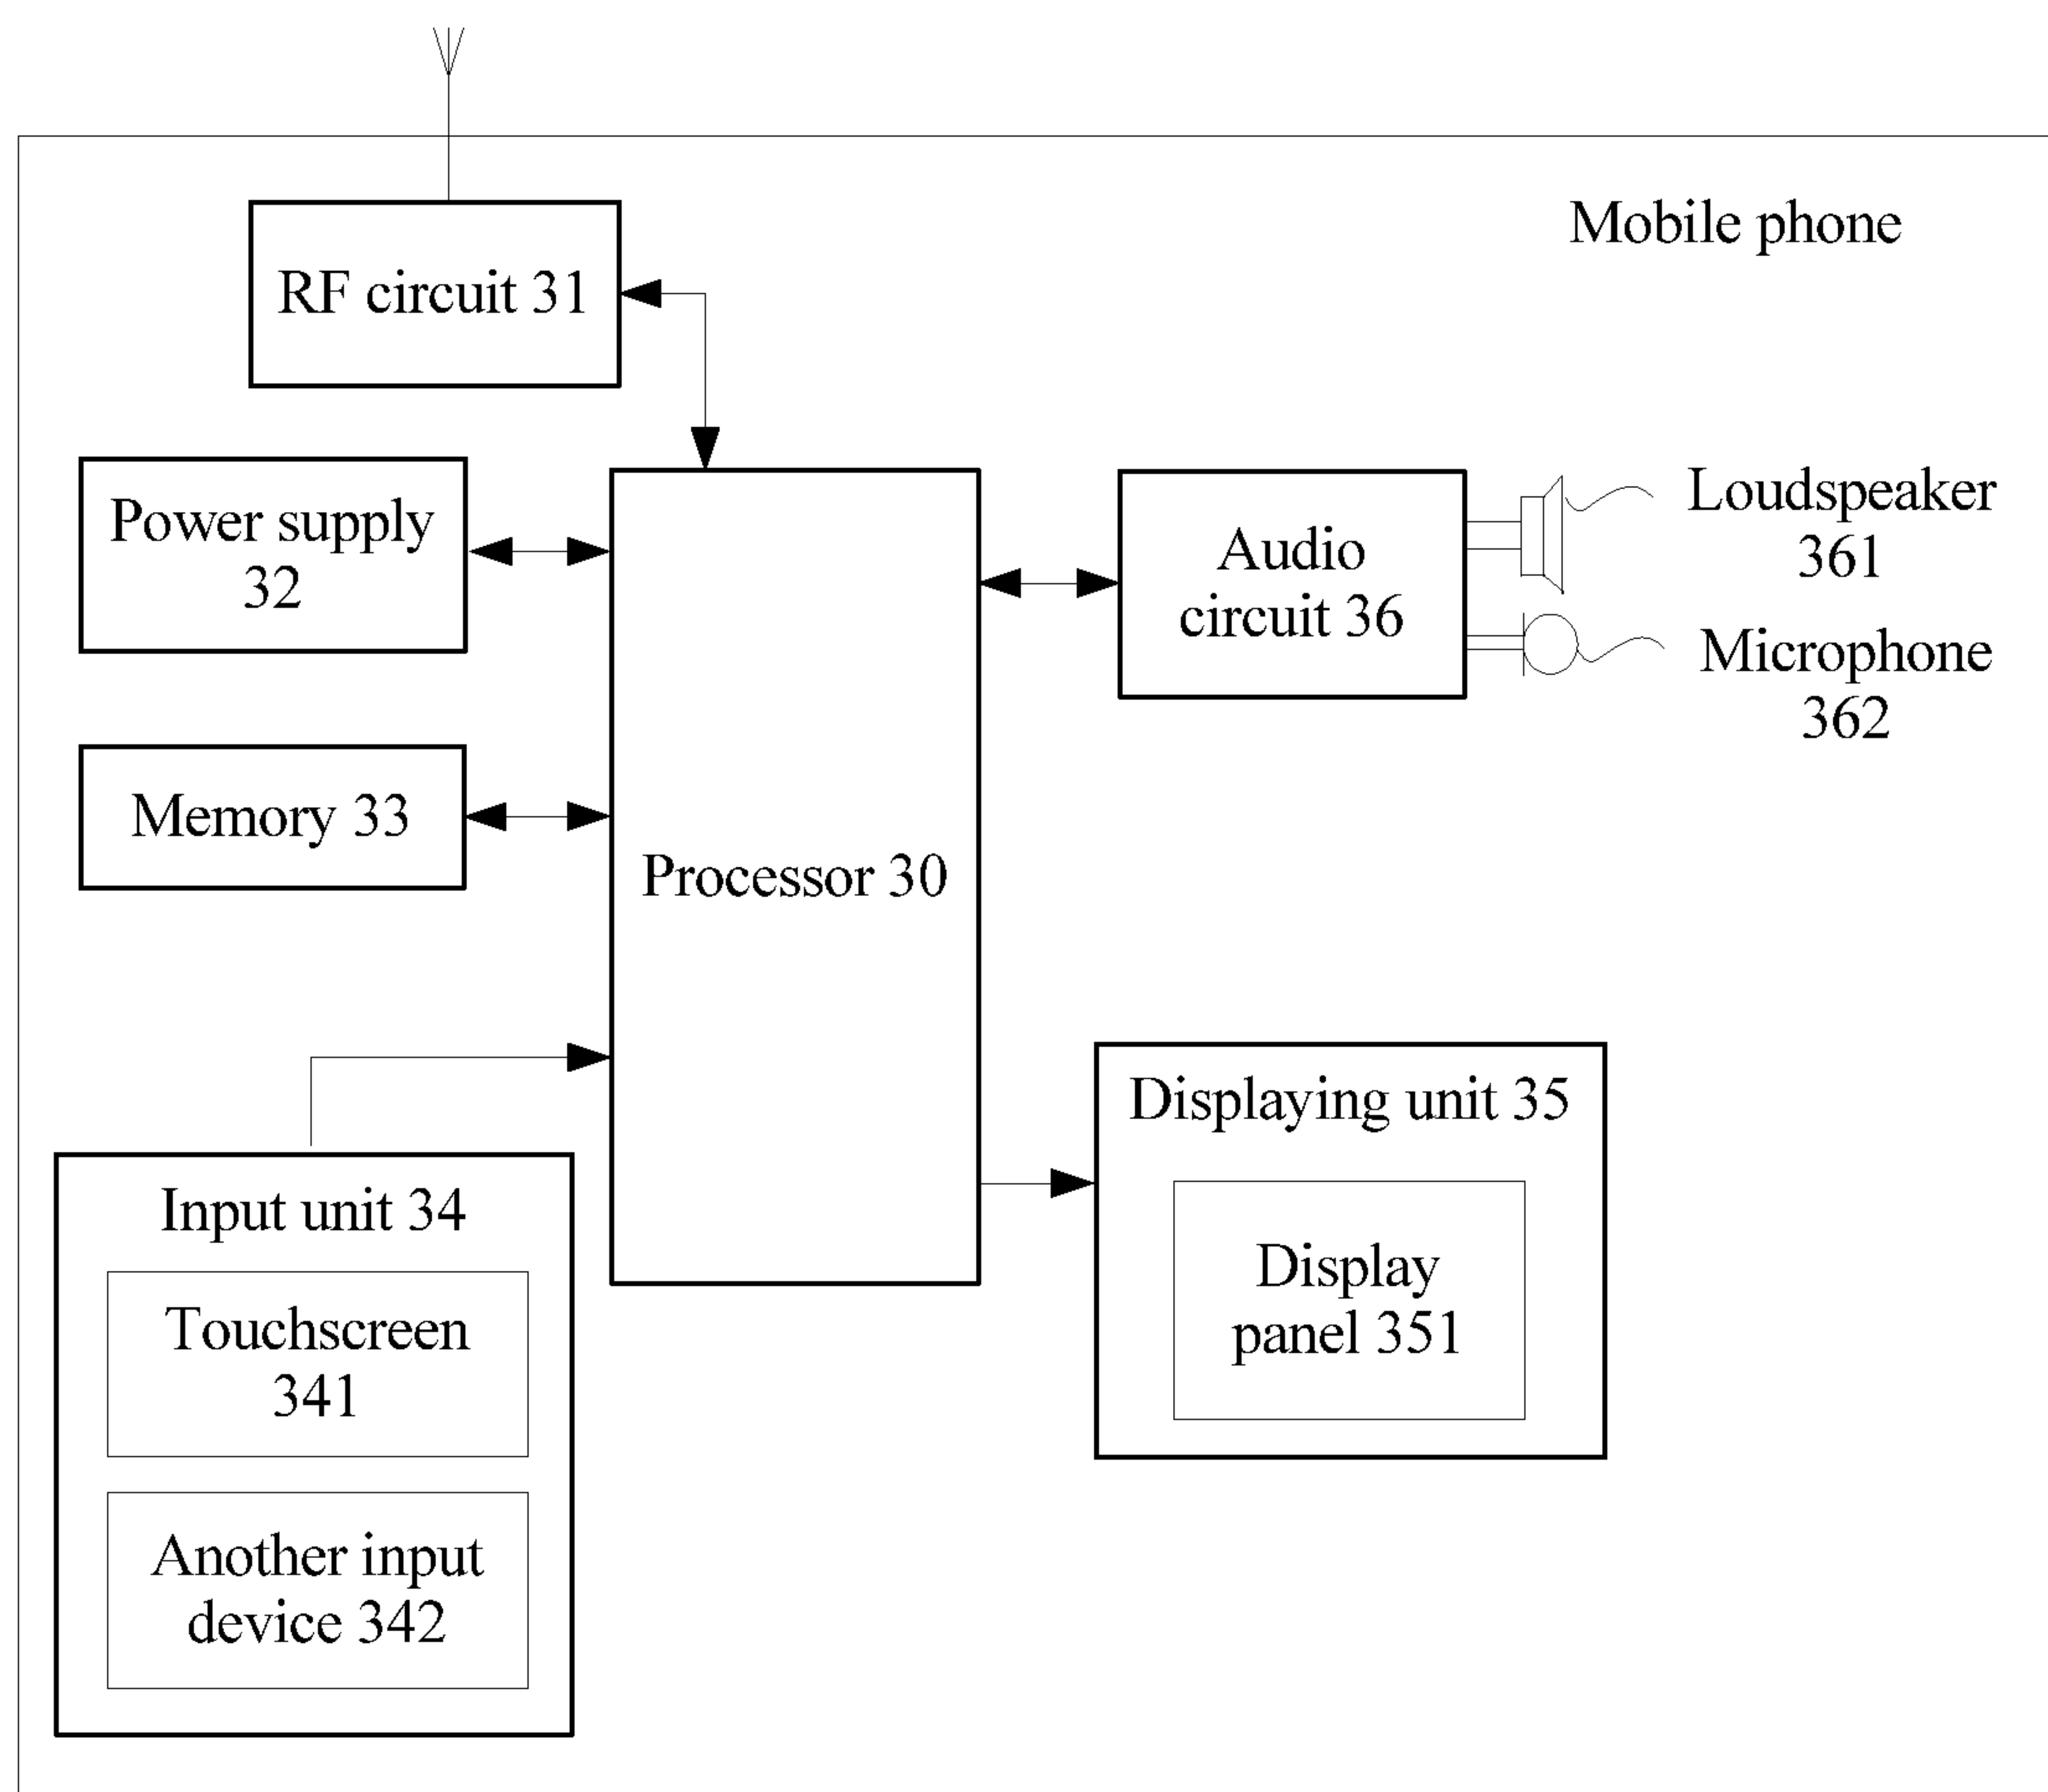 Mobile phone
RF circuit 31
Power supply
32
Memory 33
Processor 30
Audio
circuit 36
Loudspeaker
361
Microphone
362
Input unit 34
Touchscreen
341
Another input
device 342
Displaying unit 35
Display
panel 351